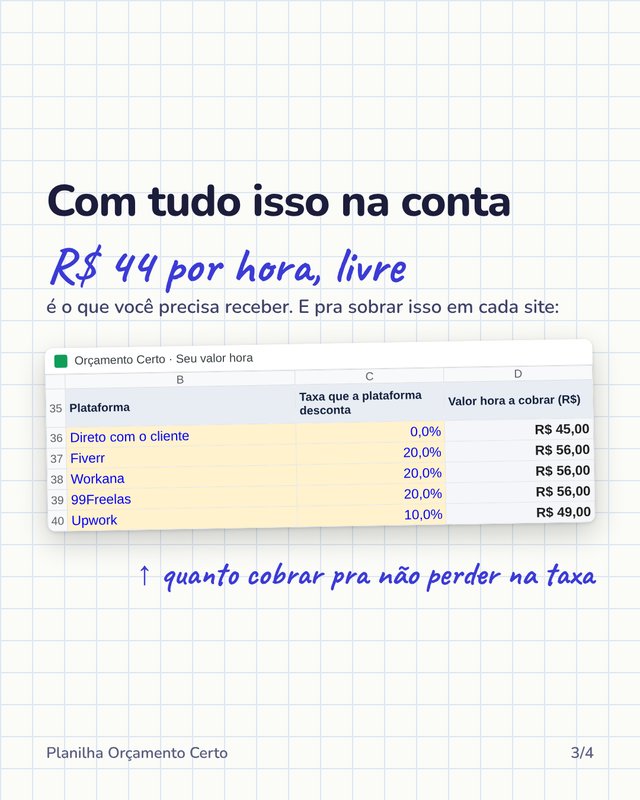 Com tudo isso na conta
R$ 44 por hora, livre
é o que você precisa receber. E pra sobrar isso em cada site:
Orçamento Certo · Seu valor hora
B C D
35 Plataforma Taxa que a plataforma desconta Valor hora a cobrar (R$)
36 Direto com o cliente 0,0% R$ 45,00
37 Fiverr 20,0% R$ 56,00
38 Workana 20,0% R$ 56,00
39 99Freelas 20,0% R$ 56,00
40 Upwork 10,0% R$ 49,00
↑ quanto cobrar pra não perder na taxa
Planilha Orçamento Certo 3/4